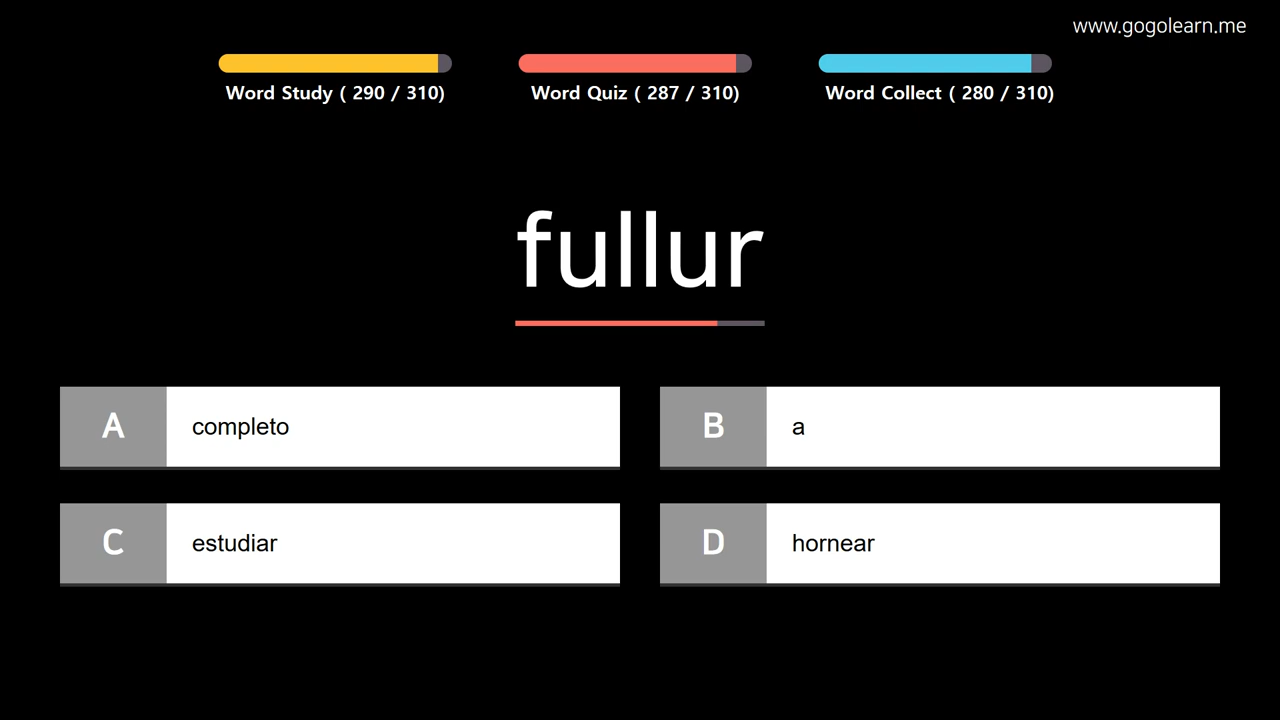 www.gogolearn.me
Word Study ( 290 / 310)
Word Quiz ( 287 / 310)
Word Collect ( 280 / 310)
fullur
A completo
B a
C estudiar
D hornear